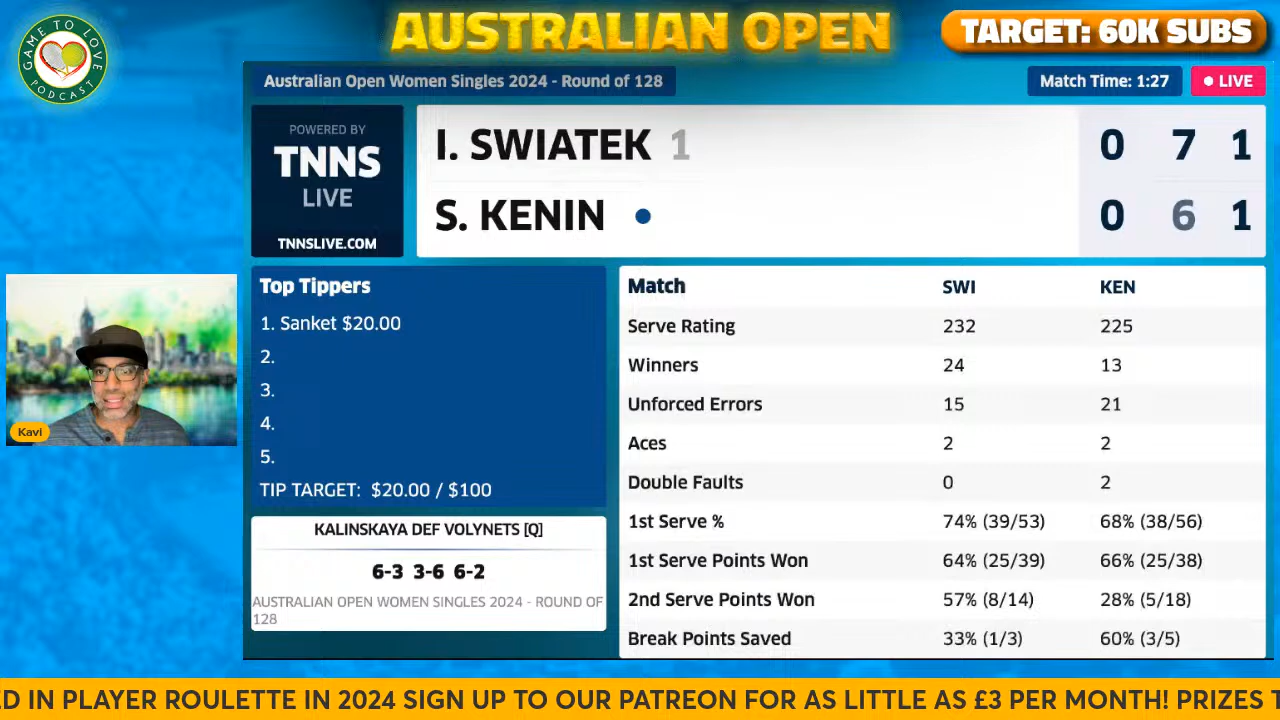 GAME TO LOVE
PODCAST
AUSTRALIAN OPEN
TARGET: 60K SUBS
Australian Open Women Singles 2024 - Round of 128
Match Time: 1:27
LIVE
POWERED BY
TNNS
LIVE
TNNSLIVE.COM
I. SWIATEK 1 0 7 1
S. KENIN 0 6 1
Top Tippers
1. Sanket $20.00
2.
3.
4.
5.
TIP TARGET: $20.00 / $100
KALINSKAYA DEF VOLYNETS [Q]
6-3 3-6 6-2
AUSTRALIAN OPEN WOMEN SINGLES 2024 - ROUND OF
128
Match SWI KEN
Serve Rating 232 225
Winners 24 13
Unforced Errors 15 21
Aces 2 2
Double Faults 0 2
1st Serve % 74% (39/53) 68% (38/56)
1st Serve Points Won 64% (25/39) 66% (25/38)
2nd Serve Points Won 57% (8/14) 28% (5/18)
Break Points Saved 33% (1/3) 60% (3/5)
Kavi
ED IN PLAYER ROULETTE IN 2024 SIGN UP TO OUR PATREON FOR AS LITTLE AS £3 PER MONTH! PRIZES T